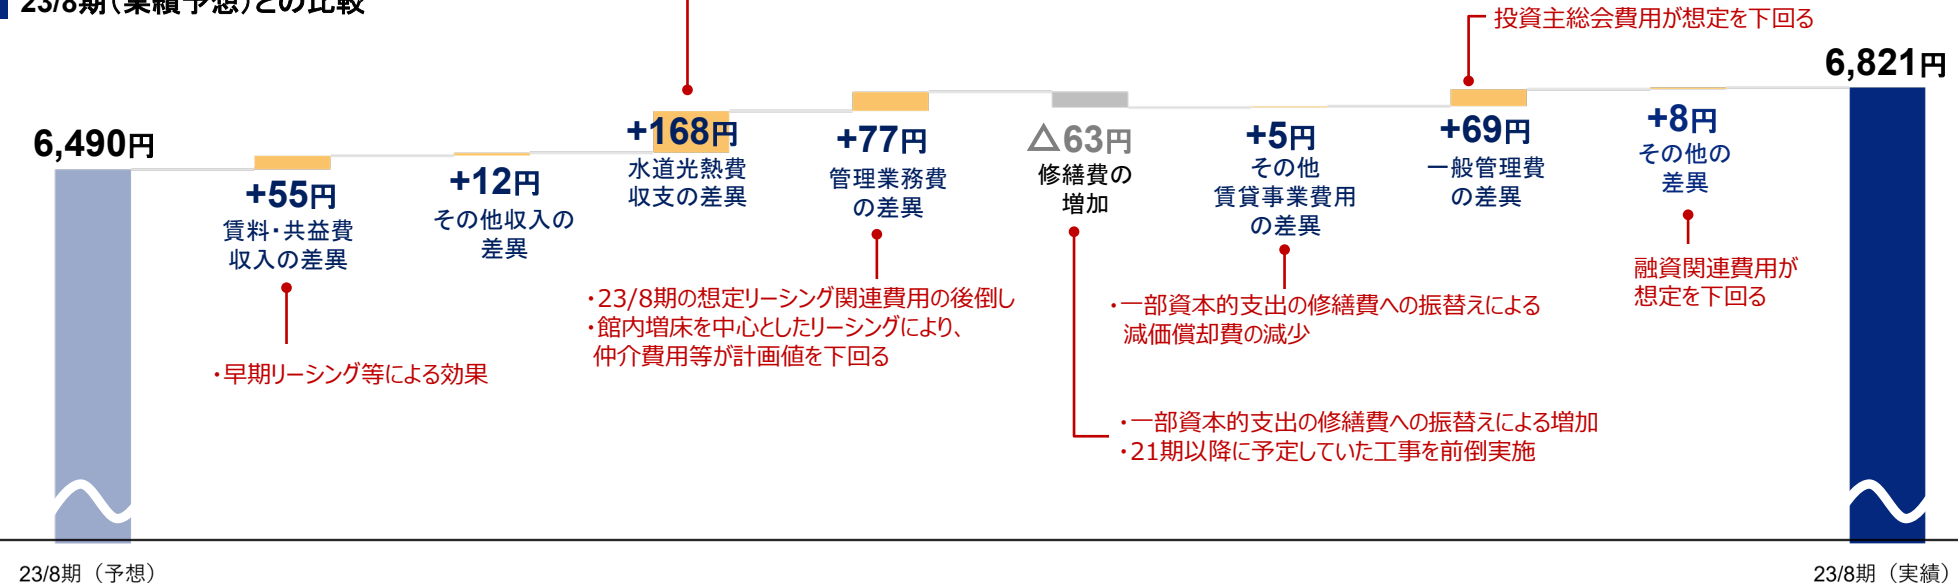 23/8期（業績予想）との比較
投資主総会費用が想定を下回る
6,821円
6,490円
+55円
賃料・共益費
収入の差異
・早期リーシング等による効果
+12円
その他収入の
差異
+168円
水道光熱費
収支の差異
+77円
管理業務費
の差異
・23/8期の想定リーシング関連費用の後倒し
・館内増床を中心としたリーシングにより、
仲介費用等が計画値を下回る
△63円
修繕費の
増加
・一部資本的支出の修繕費への振替えによる増加
・21期以降に予定していた工事を前倒実施
+5円
その他
賃貸事業費用
の差異
・一部資本的支出の修繕費への振替えによる
減価償却費の減少
+69円
一般管理費
の差異
+8円
その他の
差異
融資関連費用が
想定を下回る
23/8期（予想）
23/8期（実績）